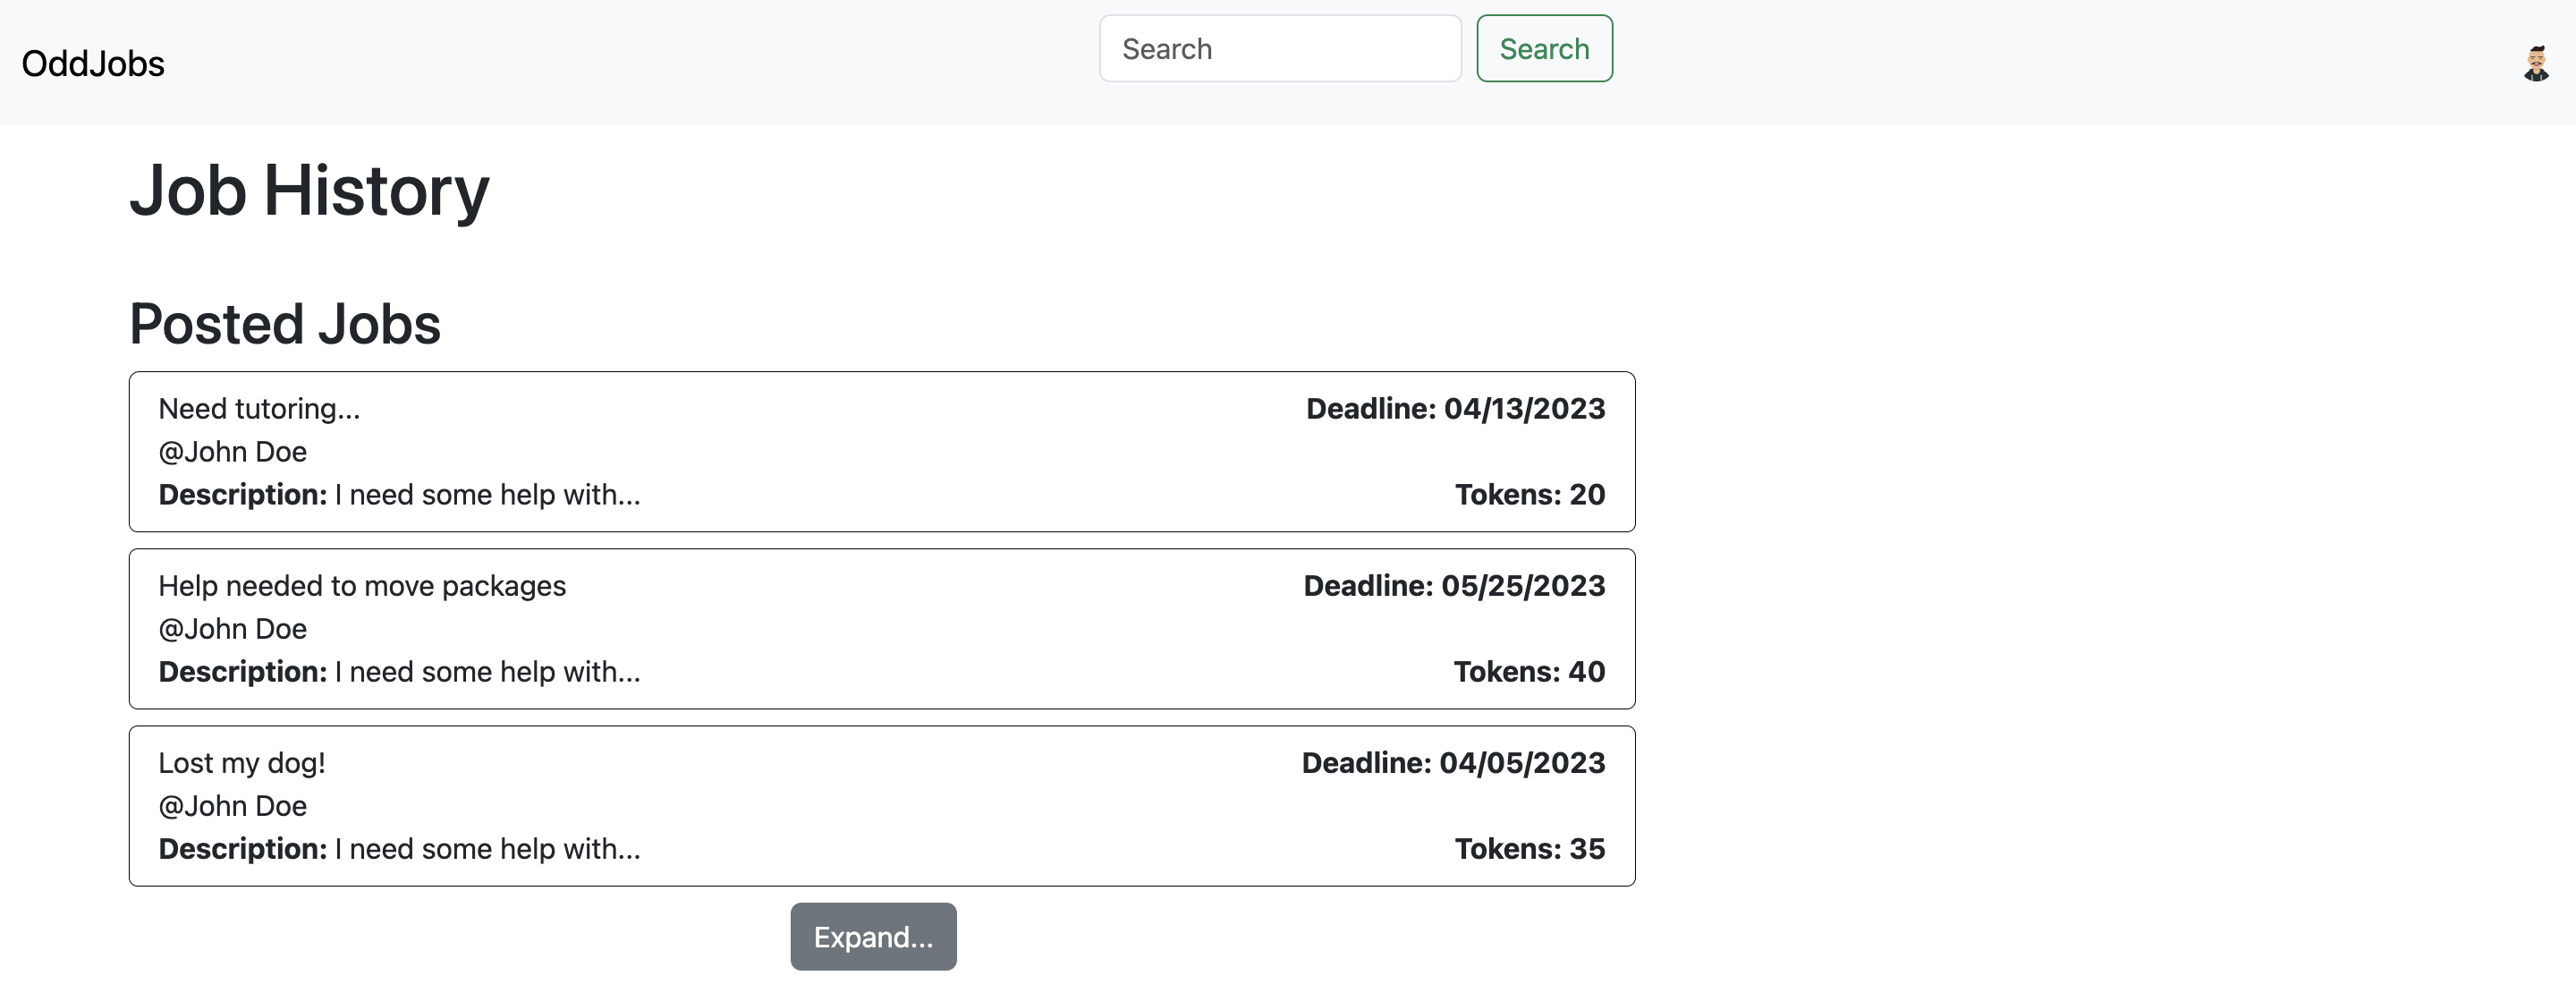 OddJobs
Search Search
Job History
Posted Jobs
Need tutoring... Deadline: 04/13/2023
@John Doe
Description: I need some help with... Tokens: 20
Help needed to move packages Deadline: 05/25/2023
@John Doe
Description: I need some help with... Tokens: 40
Lost my dog! Deadline: 04/05/2023
@John Doe
Description: I need some help with... Tokens: 35
Expand...